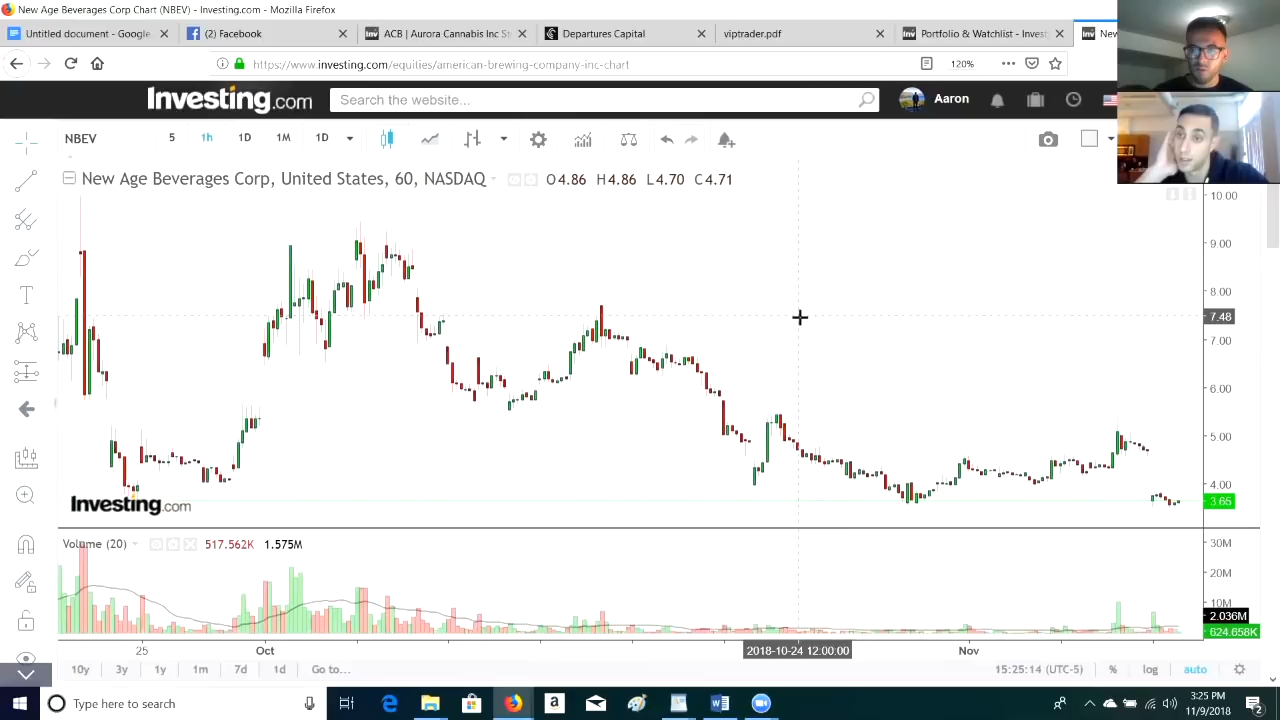 New Age Beverages Corp Chart (NBEV) - Investing.com - Mozilla Firefox
Untitled document - Google
(2) Facebook
ACB | Aurora Cannabis Inc St
Departures Capital
viptrader.pdf
Portfolio & Watchlist - Invest
New
https://www.investing.com/equities/american-brewing-company-inc-chart
120%
Investing.com
Search the website...
Aaron
NBEV
5 1h 1D 1M 1D
New Age Beverages Corp, United States, 60, NASDAQ O4.86 H4.86 L4.70 C4.71
10.00
9.00
8.00
7.48
7.00
6.00
5.00
4.00
3.65
Investing.com
Volume (20) 517.562K 1.575M
30M
20M
10M
2.036M
624.658K
25 Oct 2018-10-24 12:00:00 Nov
10y 3y 1y 1m 7d 1d Go to... 15:25:14 (UTC-5) % log auto
Type here to search
3:25 PM
11/9/2018
2